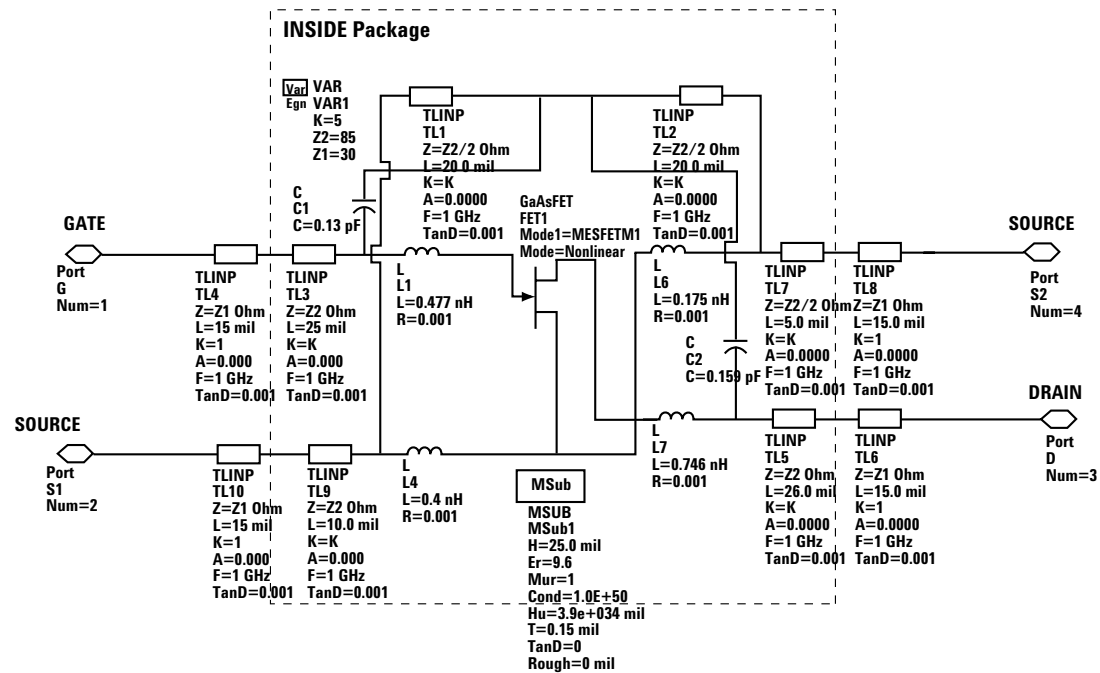 INSIDE Package
Var
Egn
VAR
VAR1
K=5
Z2=85
Z1=30
TLINP
TL1
Z=Z2/2 Ohm
L=20 0 mil
K=K
A=0.0000
F=1 GHz
TanD=0.001
TLINP
TL2
Z=Z2/2 Ohm
L=20 0 mil
K=K
A=0.0000
F=1 GHz
TanD=0.001
C
C1
C=0.13 pF
GaAsFET
FET1
Mode1=MESFETM1
Mode=Nonlinear
GATE
Port
G
Num=1
TLINP
TL4
Z=Z1 Ohm
L=15 mil
K=1
A=0.000
F=1 GHz
TanD=0.001
TLINP
TL3
Z=Z2 Ohm
L=25 mil
K=K
A=0.000
F=1 GHz
TanD=0.001
L
L1
L=0.477 nH
R=0.001
L
L6
L=0.175 nH
R=0.001
C
C2
C=0.159 pF
TLINP
TL7
Z=Z2/2 Ohm
L=5.0 mil
K=K
A=0.0000
F=1 GHz
TanD=0.001
TLINP
TL8
Z=Z1 Ohm
L=15.0 mil
K=1
A=0.0000
F=1 GHz
TanD=0.001
SOURCE
Port
S2
Num=4
SOURCE
Port
S1
Num=2
TLINP
TL10
Z=Z1 Ohm
L=15 mil
K=1
A=0.000
F=1 GHz
TanD=0.001
TLINP
TL9
Z=Z2 Ohm
L=10.0 mil
K=K
A=0.000
F=1 GHz
TanD=0.001
L
L4
L=0.4 nH
R=0.001
MSub
MSUB
MSub1
H=25.0 mil
Er=9.6
Mur=1
Cond=1.0E+50
Hu=3.9e+034 mil
T=0.15 mil
TanD=0
Rough=0 mil
L
L7
L=0.746 nH
R=0.001
TLINP
TL5
Z=Z2 Ohm
L=26.0 mil
K=K
A=0.0000
F=1 GHz
TanD=0.001
TLINP
TL6
Z=Z1 Ohm
L=15.0 mil
K=1
A=0.0000
F=1 GHz
TanD=0.001
DRAIN
Port
D
Num=3